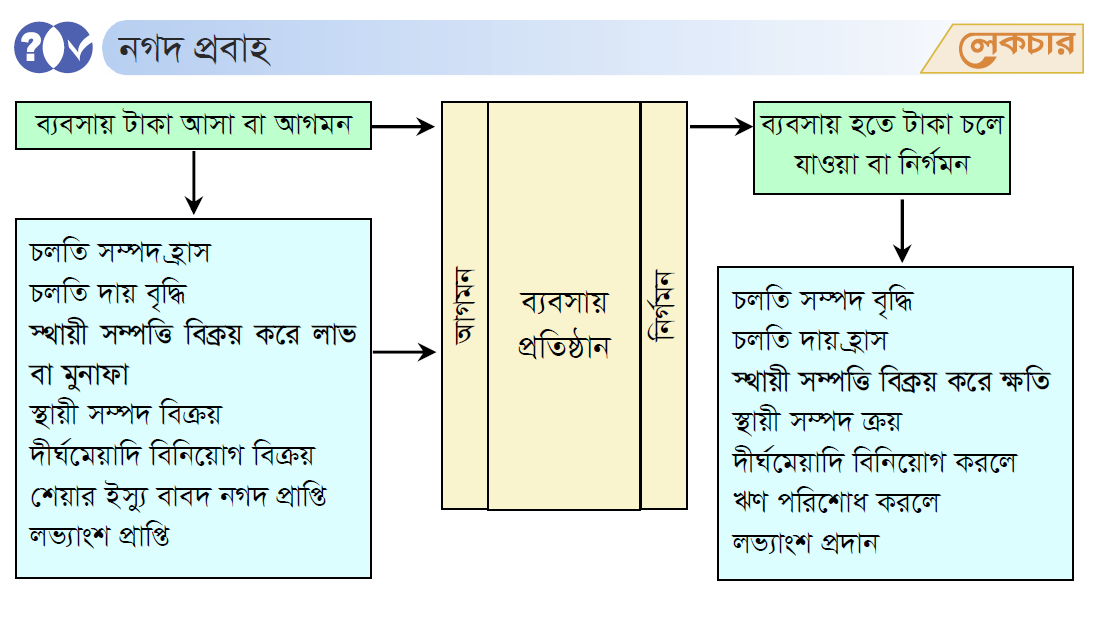 নগদ প্রবাহ
লেকচার
ব্যবসায় টাকা আসা বা আগমন
চলতি সম্পদ হ্রাস
চলতি দায় বৃদ্ধি
স্থায়ী সম্পত্তি বিক্রয় করে লাভ
বা মুনাফা
স্থায়ী সম্পদ বিক্রয়
দীর্ঘমেয়াদি বিনিয়োগ বিক্রয়
শেয়ার ইস্যু বাবদ নগদ প্রাপ্তি
লভ্যাংশ প্রাপ্তি
আগমন
ব্যবসায়
প্রতিষ্ঠান
নির্গমন
ব্যবসায় হতে টাকা চলে
যাওয়া বা নির্গমন
চলতি সম্পদ বৃদ্ধি
চলতি দায় হ্রাস
স্থায়ী সম্পত্তি বিক্রয় করে ক্ষতি
স্থায়ী সম্পদ ক্রয়
দীর্ঘমেয়াদি বিনিয়োগ করলে
ঋণ পরিশোধ করলে
লভ্যাংশ প্রদান